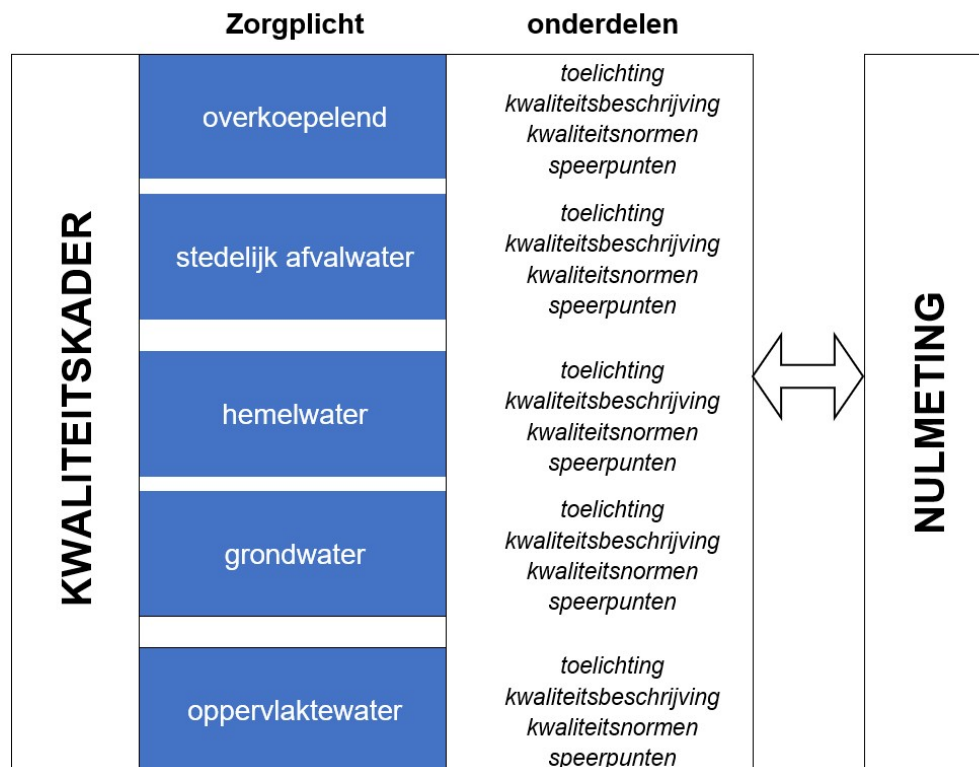 Zorgplicht
onderdelen
KWALITEITSKADER
overkoepelend
toelichting
kwaliteitsbeschrijving
kwaliteitsnormen
speerpunten
stedelijk afvalwater
toelichting
kwaliteitsbeschrijving
kwaliteitsnormen
speerpunten
hemelwater
toelichting
kwaliteitsbeschrijving
kwaliteitsnormen
speerpunten
grondwater
toelichting
kwaliteitsbeschrijving
kwaliteitsnormen
speerpunten
oppervlaktewater
toelichting
kwaliteitsbeschrijving
kwaliteitsnormen
speerpunten
NULMETING